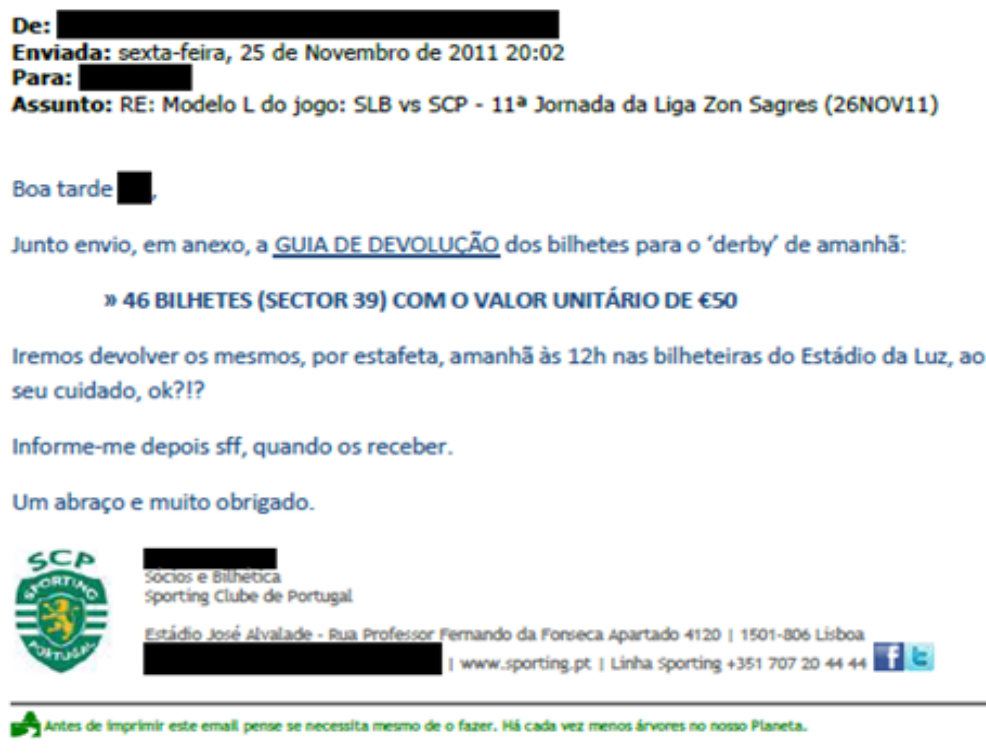 De:
Enviada: sexta-feira, 25 de Novembro de 2011 20:02
Para:
Assunto: RE: Modelo L do jogo: SLB vs SCP - 11ª Jornada da Liga Zon Sagres (26NOV11)
Boa tarde ,
Junto envio, em anexo, a GUIA DE DEVOLUÇÃO dos bilhetes para o ‘derby’ de amanhã:
» 46 BILHETES (SECTOR 39) COM O VALOR UNITÁRIO DE €50
Iremos devolver os mesmos, por estafeta, amanhã às 12h nas bilheteiras do Estádio da Luz, ao
seu cuidado, ok?!?
Informe-me depois sff, quando os receber.
Um abraço e muito obrigado.
SCP
SPORTING
PORTUGAL
Sócios e Bilhética
Sporting Clube de Portugal
Estádio José Alvalade - Rua Professor Fernando da Fonseca Apartado 4120 | 1501-806 Lisboa
| www.sporting.pt | Linha Sporting +351 707 20 44 44
Antes de imprimir este email pense se necessita mesmo de o fazer. Há cada vez menos árvores no nosso Planeta.